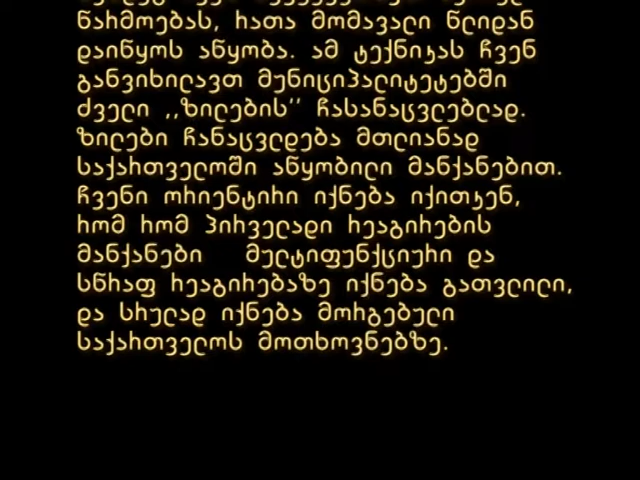 წარმოებას, რათა მომავალი წლიდან
დაიწყოს აწყობა. ამ ტექნიკას ჩვენ
განვიხილავთ მუნიციპალიტეტებში
ძველი ,,ზილების'' ჩასანაცვლებლად.
ზილები ჩანაცვლდება მთლიანად
საქართველოში აწყობილი მანქანებით.
ჩვენი ორიენტირი იქნება იქითკენ,
რომ რომ პირველადი რეაგირების
მანქანები მულტიფუნქციური და
სწრაფ რეაგირებაზე იქნება გათვლილი,
და სრულად იქნება მორგებული
საქართველოს მოთხოვნებზე.